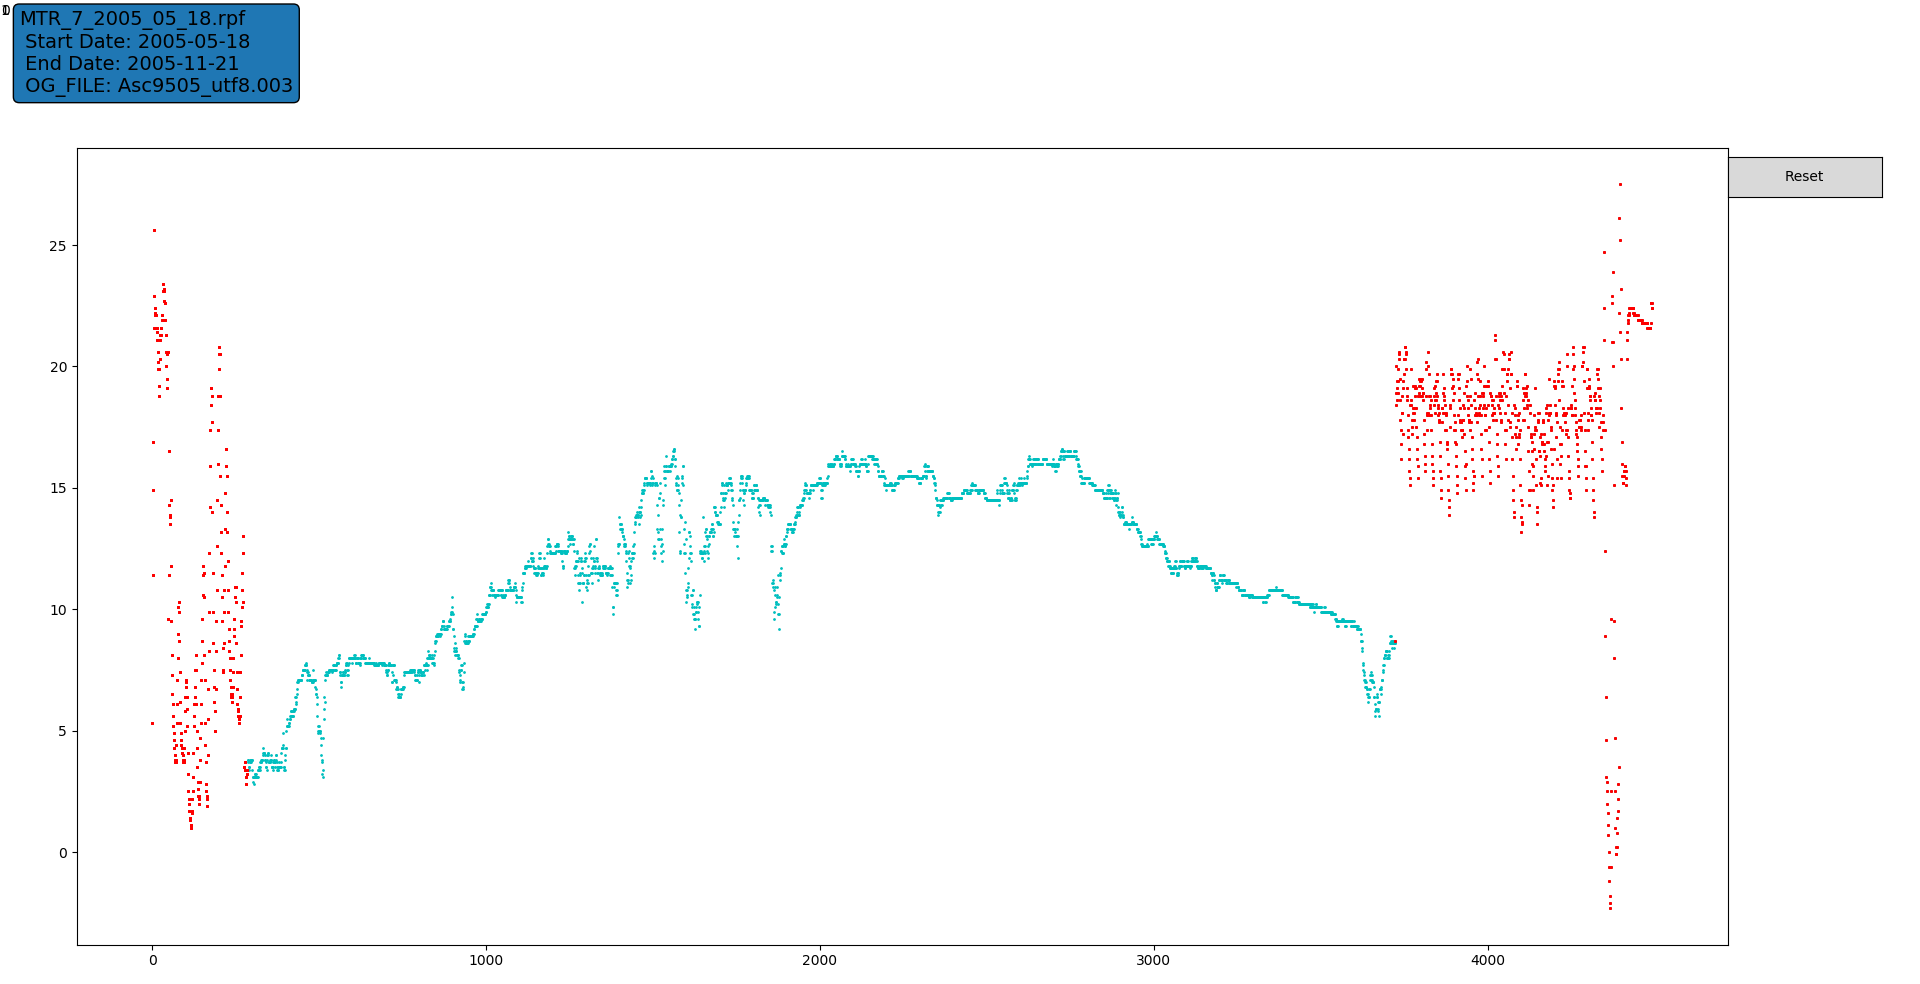 MTR_7_2005_05_18.rpf
Start Date: 2005-05-18
End Date: 2005-11-21
OG_FILE: Asc9505_utf8.003
Reset
25
20
15
10
5
0
0 1000 2000 3000 4000